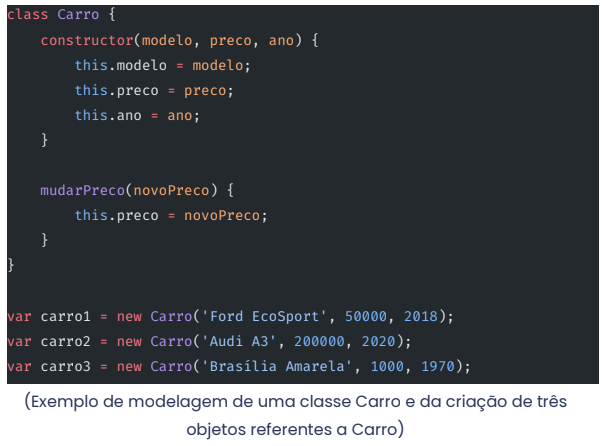 class Carro {
    constructor(modelo, preco, ano) {
        this.modelo = modelo;
        this.preco = preco;
        this.ano = ano;
    }

    mudarPreco(novoPreco) {
        this.preco = novoPreco;
    }
}

var carro1 = new Carro('Ford EcoSport', 50000, 2018);
var carro2 = new Carro('Audi A3', 200000, 2020);
var carro3 = new Carro('Brasília Amarela', 1000, 1970);
(Exemplo de modelagem de uma classe Carro e da criação de três
objetos referentes a Carro)